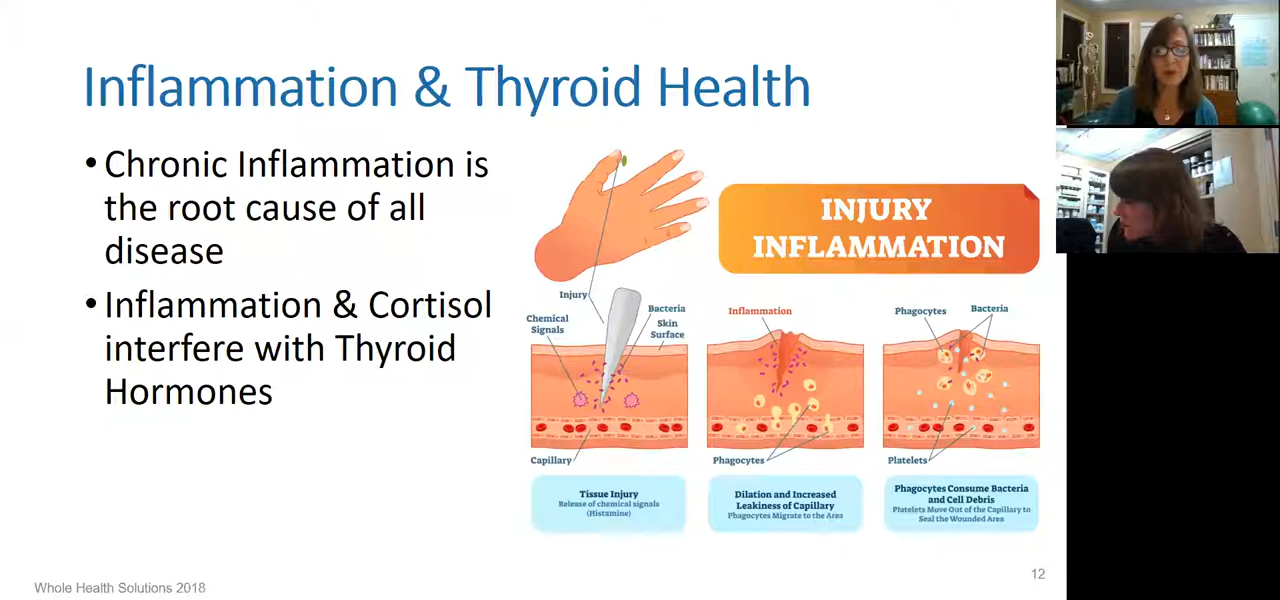 Inflammation & Thyroid Health
• Chronic Inflammation is
the root cause of all
disease
• Inflammation & Cortisol
interfere with Thyroid
Hormones
INJURY
INFLAMMATION
Injury
Chemical
Signals
Bacteria
Skin
Surface
Capillary
Inflammation
Phagocytes
Phagocytes
Bacteria
Platelets
Tissue Injury
Release of chemical signals
(Histamine)
Dilation and Increased
Leakiness of Capillary
Phagocytes Migrate to the Area
Phagocytes Consume Bacteria
and Cell Debris
Platelets Move Out of the Capillary to
Seal the Wounded Area
Whole Health Solutions 2018
12